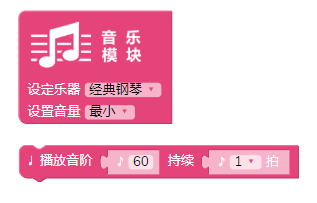 音 乐
模 块
设定乐器 经典钢琴
设置音量 最小
播放音阶 60 持续 1 拍